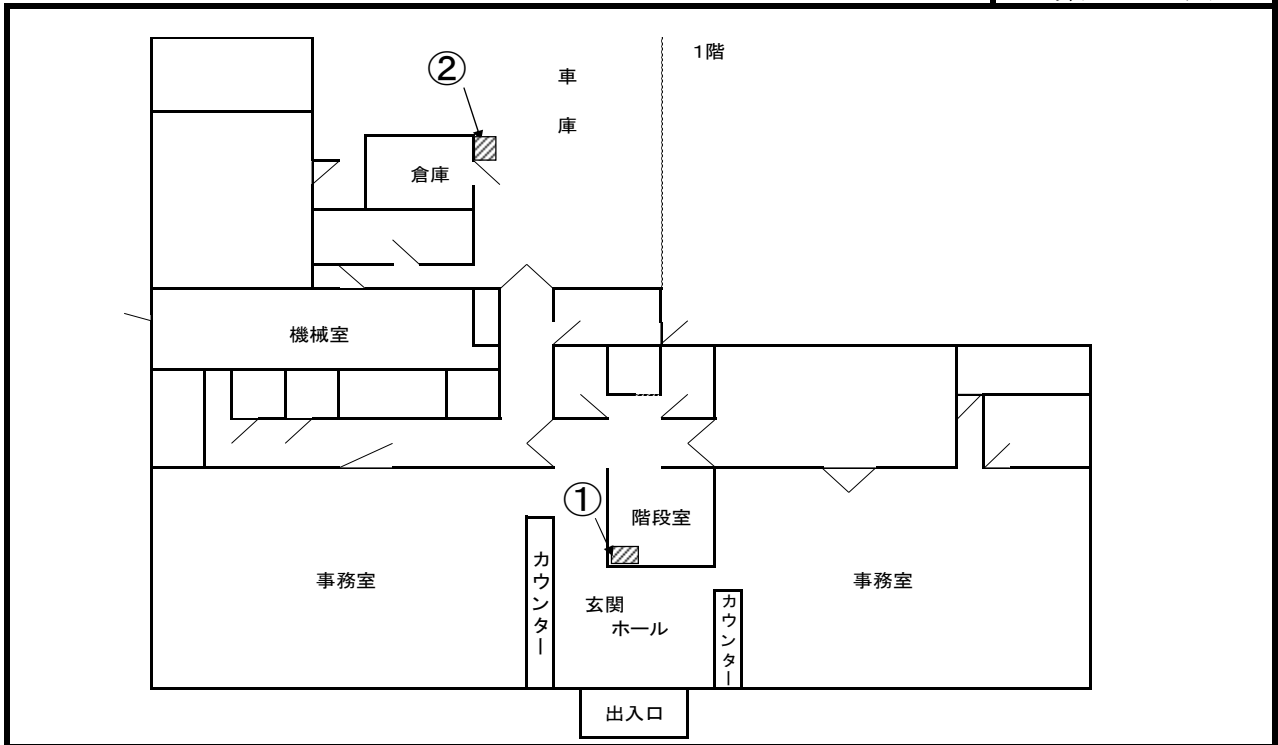 1階
②
車
庫
倉庫
機械室
①
階段室
事務室
カウンター
玄関
ホール
カウンター
事務室
出入口